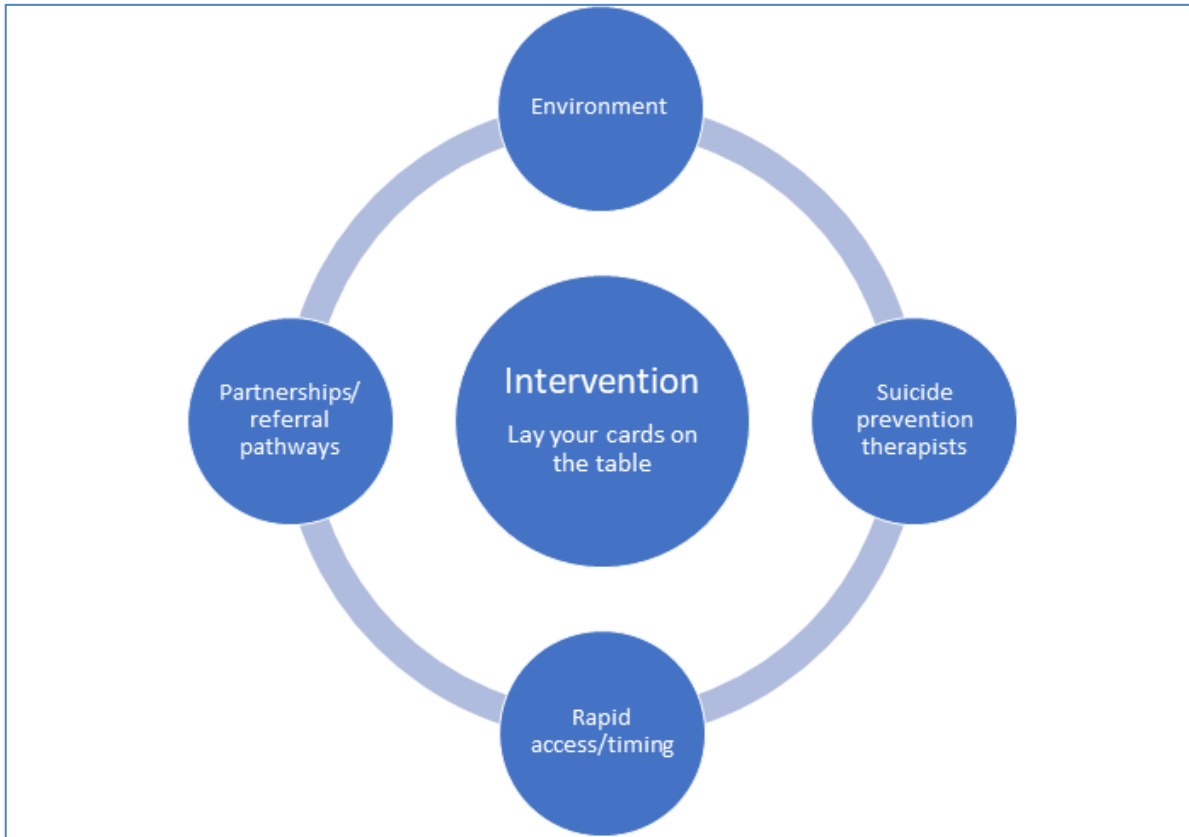 Environment
Partnerships/
referral
pathways
Intervention
Lay your cards on
the table
Suicide
prevention
therapists
Rapid
access/timing